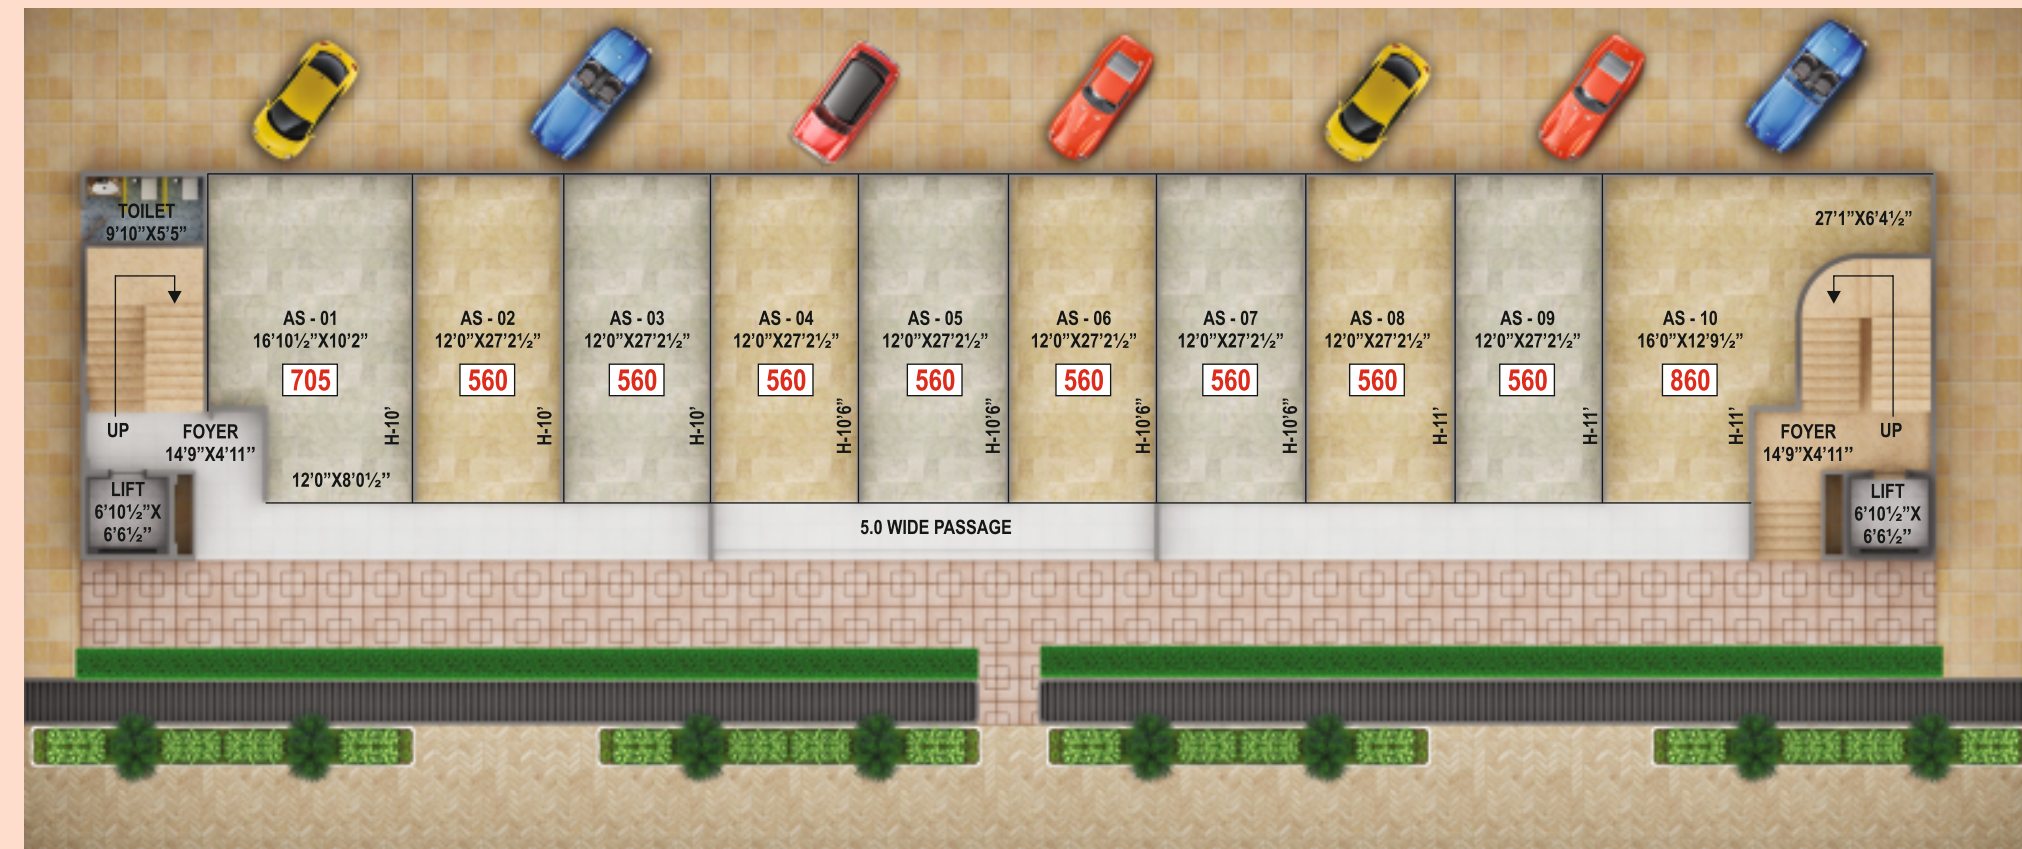 TOILET
9'10”X5'5”
27'1”X6'4½”
AS - 01
16'10½”X10'2”
705
AS - 02
12'0”X27'2½”
560
AS - 03
12'0”X27'2½”
560
AS - 04
12'0”X27'2½”
560
AS - 05
12'0”X27'2½”
560
AS - 06
12'0”X27'2½”
560
AS - 07
12'0”X27'2½”
560
AS - 08
12'0”X27'2½”
560
AS - 09
12'0”X27'2½”
560
AS - 10
16'0”X12'9½”
860
H-10'
H-10'
H-10'
H-10'6”
H-10'6”
H-10'6”
H-10'6”
H-11'
H-11'
H-11'
UP
FOYER
14'9”X4'11”
12'0”X8'0½”
FOYER
14'9”X4'11”
UP
LIFT
6'10½”X
6'6½”
5.0 WIDE PASSAGE
LIFT
6'10½”X
6'6½”